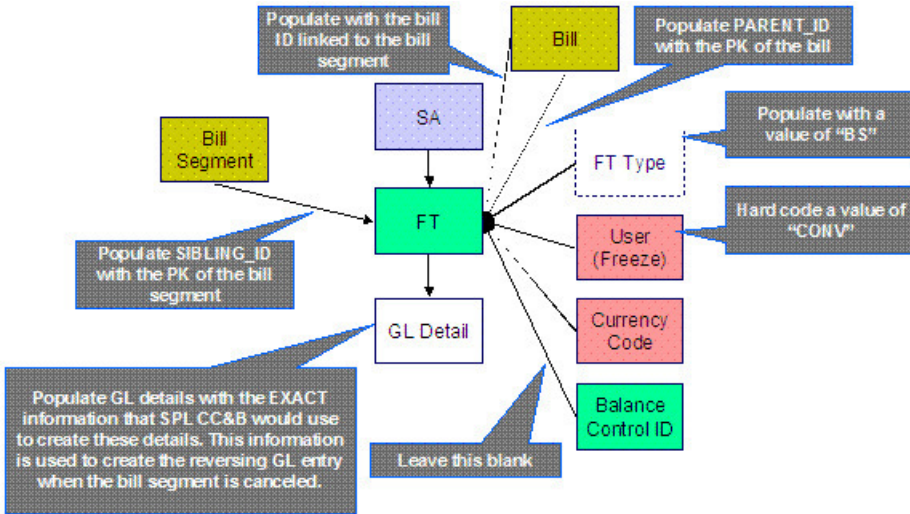 Populate with the bill
ID linked to the bill
segment
Bill
Populate PARENT_ID
with the PK of the bill
SA
Populate with a
value of “BS”
Bill
Segment
FT Type
FT
Hard code a value of
“CONV”
User
(Freeze)
Populate SIBLING_ID
with the PK of the bill
segment
GL Detail
Currency
Code
Populate GL details with the EXACT
information that SPL CC&B would use
to create these details. This information
is used to create the reversing GL entry
when the bill segment is canceled.
Balance
Control ID
Leave this blank